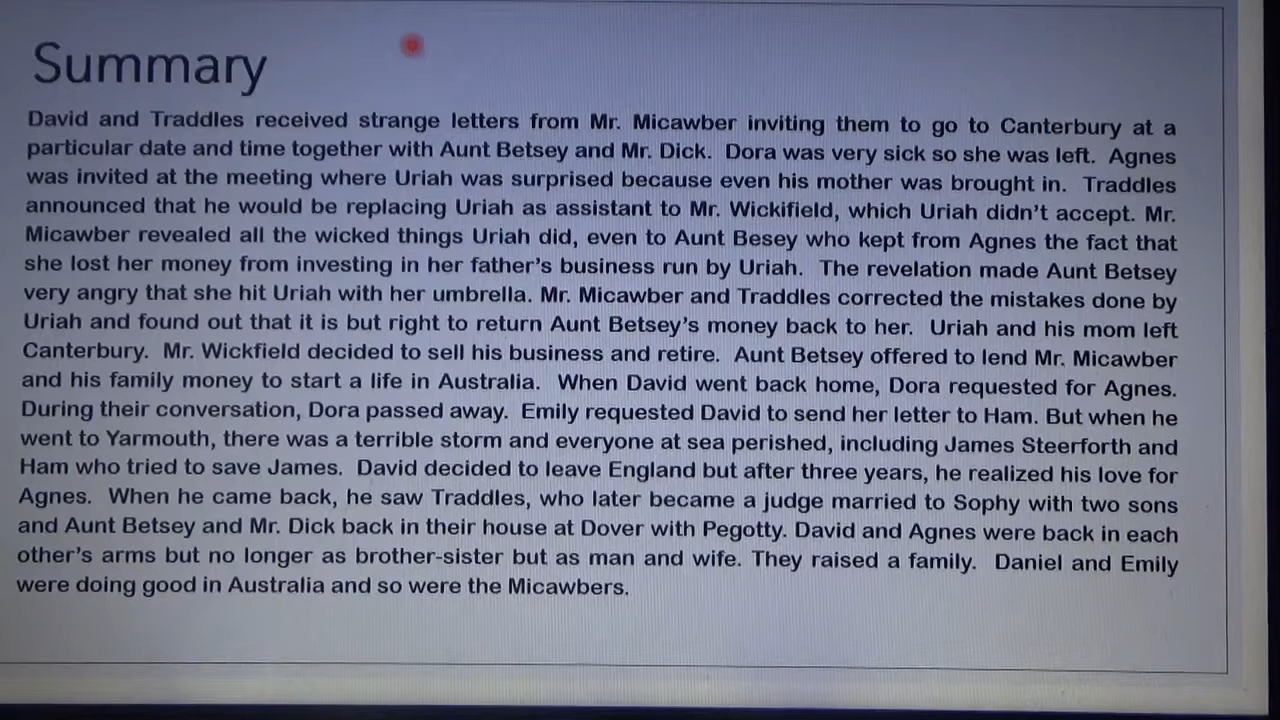 Summary
David and Traddles received strange letters from Mr. Micawber inviting them to go to Canterbury at a
particular date and time together with Aunt Betsey and Mr. Dick.  Dora was very sick so she was left.  Agnes
was invited at the meeting where Uriah was surprised because even his mother was brought in.  Traddles
announced that he would be replacing Uriah as assistant to Mr. Wickifield, which Uriah didn't accept. Mr.
Micawber revealed all the wicked things Uriah did, even to Aunt Besey who kept from Agnes the fact that
she lost her money from investing in her father's business run by Uriah.  The revelation made Aunt Betsey
very angry that she hit Uriah with her umbrella. Mr. Micawber and Traddles corrected the mistakes done by
Uriah and found out that it is but right to return Aunt Betsey's money back to her.  Uriah and his mom left
Canterbury.  Mr. Wickfield decided to sell his business and retire.  Aunt Betsey offered to lend Mr. Micawber
and his family money to start a life in Australia.  When David went back home, Dora requested for Agnes.
During their conversation, Dora passed away.  Emily requested David to send her letter to Ham. But when he
went to Yarmouth, there was a terrible storm and everyone at sea perished, including James Steerforth and
Ham who tried to save James.  David decided to leave England but after three years, he realized his love for
Agnes.  When he came back, he saw Traddles, who later became a judge married to Sophy with two sons
and Aunt Betsey and Mr. Dick back in their house at Dover with Pegotty. David and Agnes were back in each
other's arms but no longer as brother-sister but as man and wife. They raised a family.  Daniel and Emily
were doing good in Australia and so were the Micawbers.